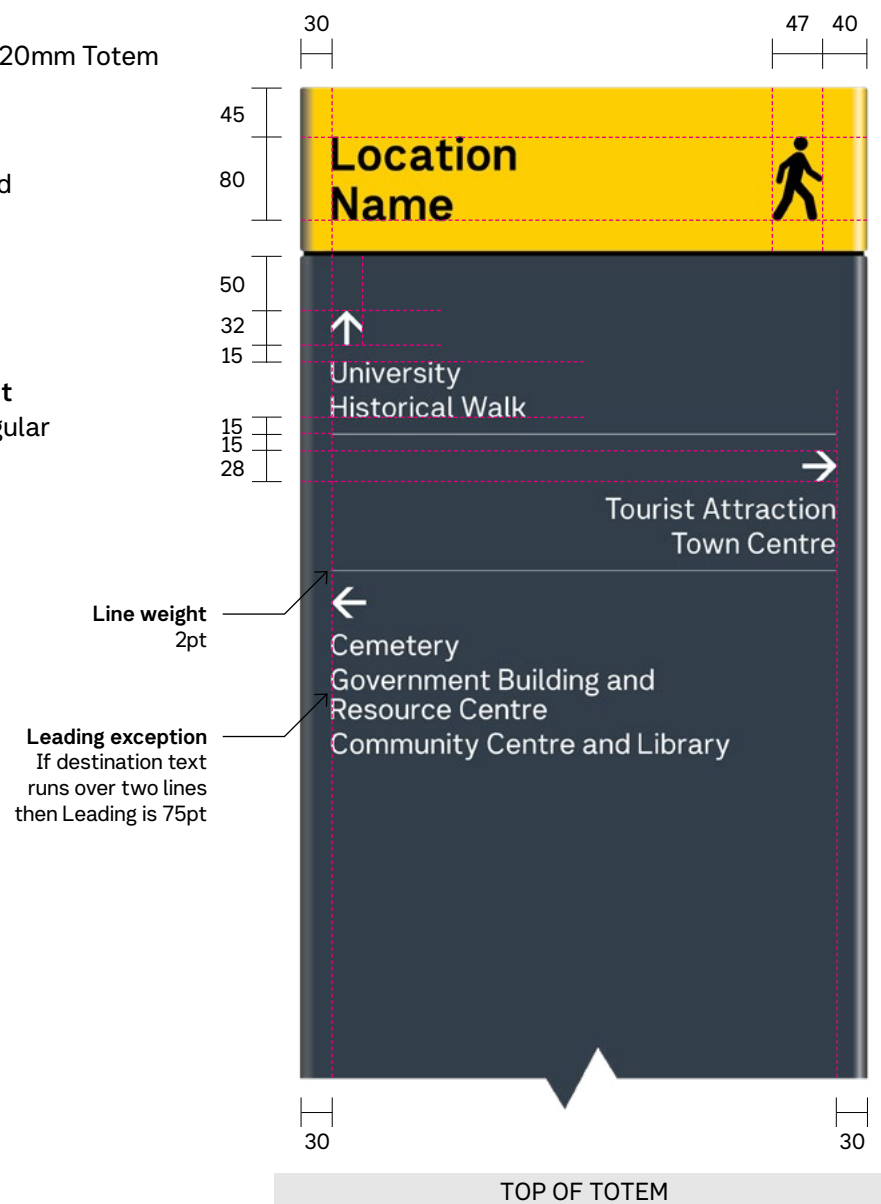 30
47 40
20mm Totem
45
Location
80
d
Name
50
32
15
University
t
Historical Walk
gular
15
15
28
Tourist Attraction
Town Centre
Line weight
2pt
Cemetery
Government Building and
Resource Centre
Leading exception
Community Centre and Library
If destination text
runs over two lines
then Leading is 75pt
30
30
TOP OF TOTEM